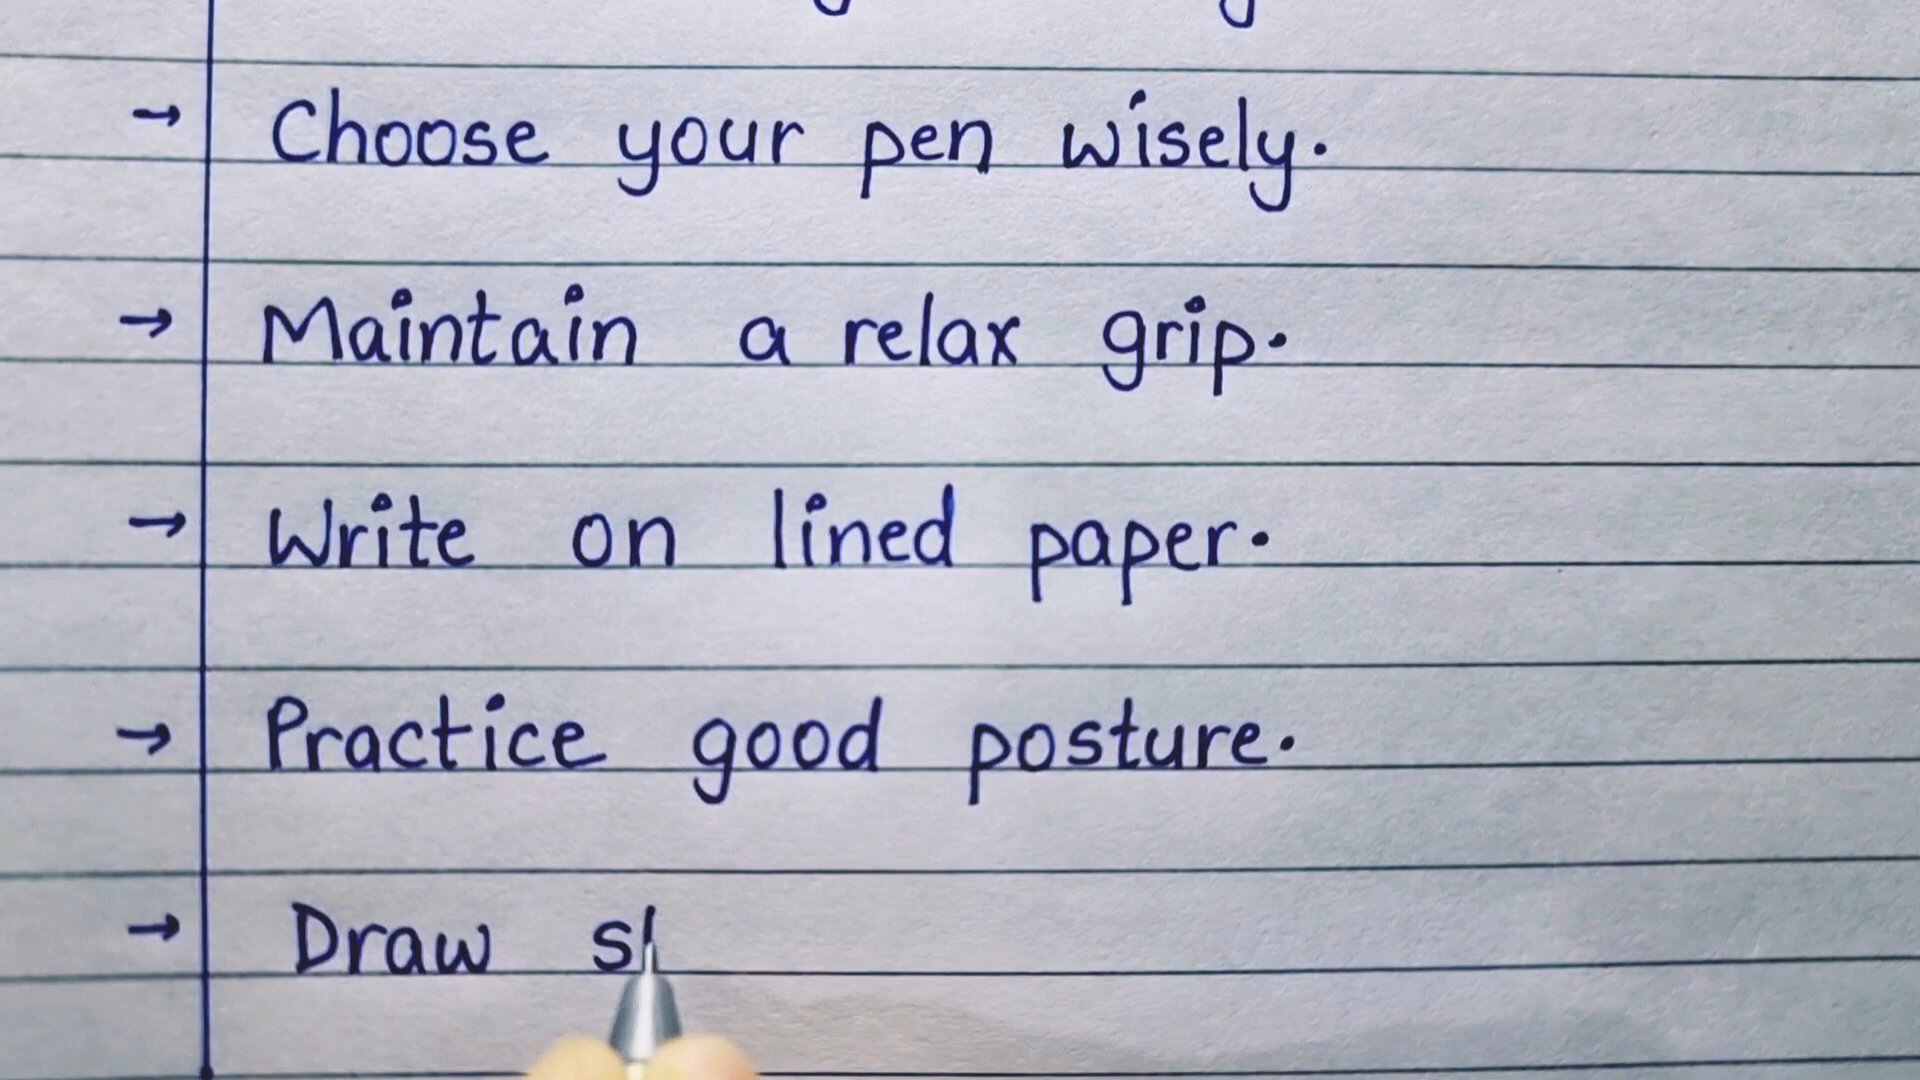 → Choose your pen wisely.
→ Maintain a relax grip.
→ Write on lined paper.
→ Practice good posture.
→ Draw